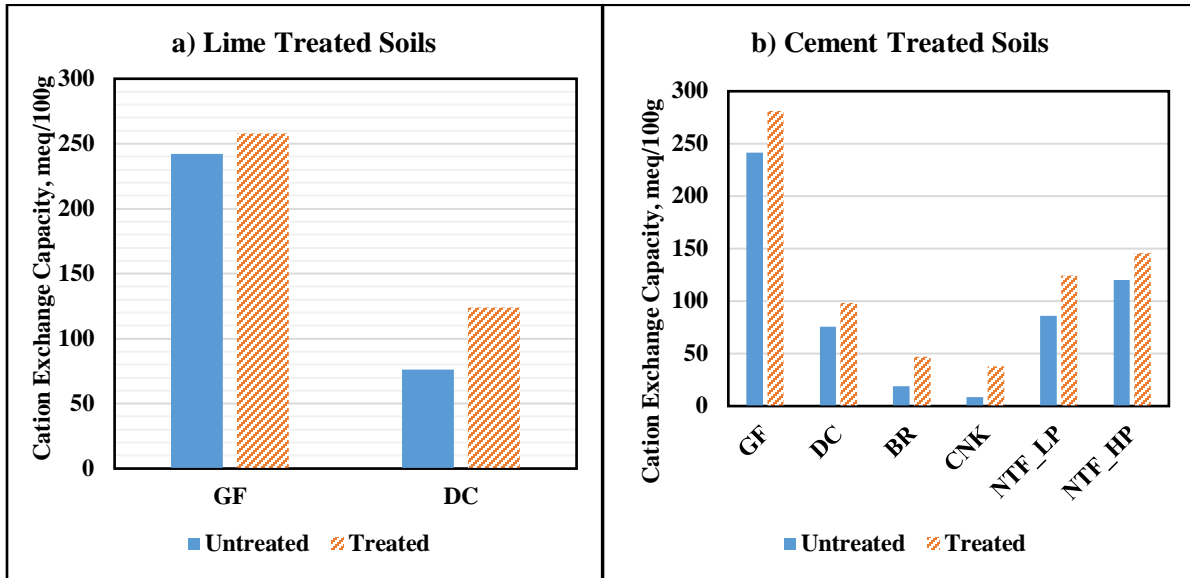 a) Lime Treated Soils
Cation Exchange Capacity, meq/100g
300
250
200
150
100
50
0
GF
DC
Untreated
Treated
b) Cement Treated Soils
Cation Exchange Capacity, meq/100g
300
250
200
150
100
50
0
GF
DC
BR
CNK
NTF_LP
NTF_HP
Untreated
Treated